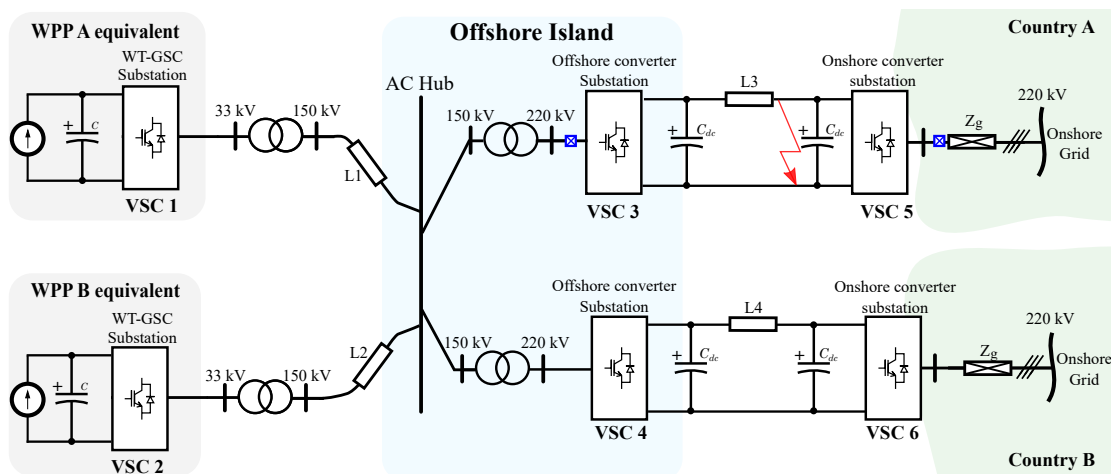 WPP A equivalent
WT-GSC
Substation
C
+
VSC 1
33 kV
150 kV
L1
Offshore Island
AC Hub
150 kV
220 kV
Offshore converter
Substation
VSC 3
+
Cdc
L3
+
Cdc
Onshore converter
substation
VSC 5
Country A
Zg
220 kV
Onshore
Grid
WPP B equivalent
WT-GSC
Substation
+
C
VSC 2
33 kV
150 kV
L2
150 kV
220 kV
Offshore converter
Substation
VSC 4
+
Cdc
L4
+
Cdc
Onshore converter
substation
VSC 6
Zg
220 kV
Onshore
Grid
Country B